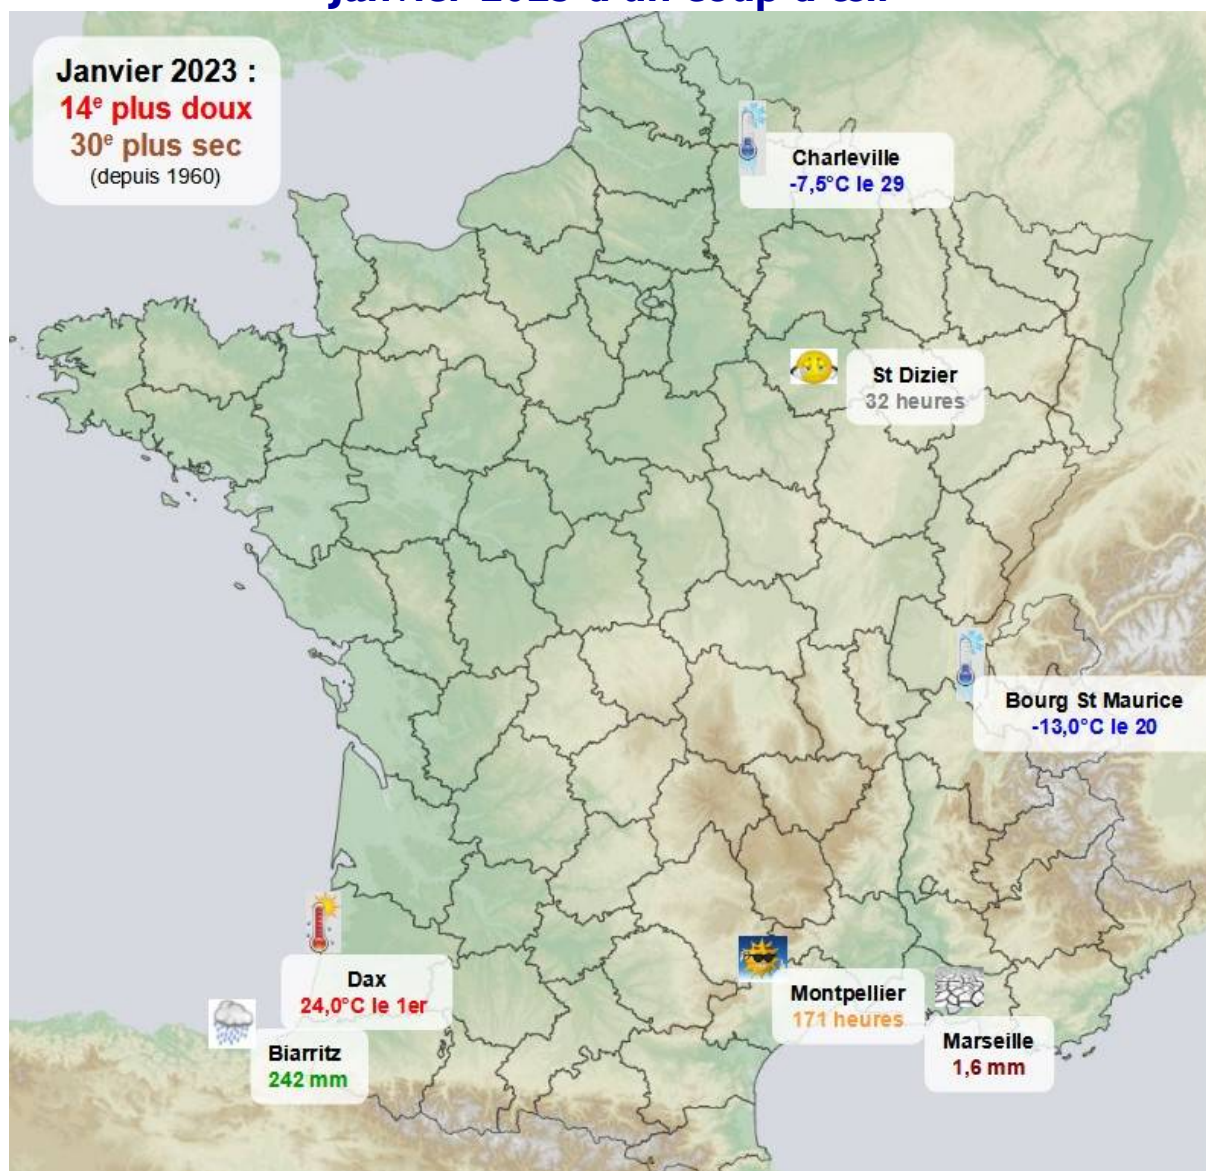 Janvier 2023 :
14e plus doux
30e plus sec
(depuis 1960)
Charleville
-7,5°C le 29
St Dizier
32 heures
Bourg St Maurice
-13,0°C le 20
Dax
24,0°C le 1er
Montpellier
171 heures
Marseille
1,6 mm
Biarritz
242 mm